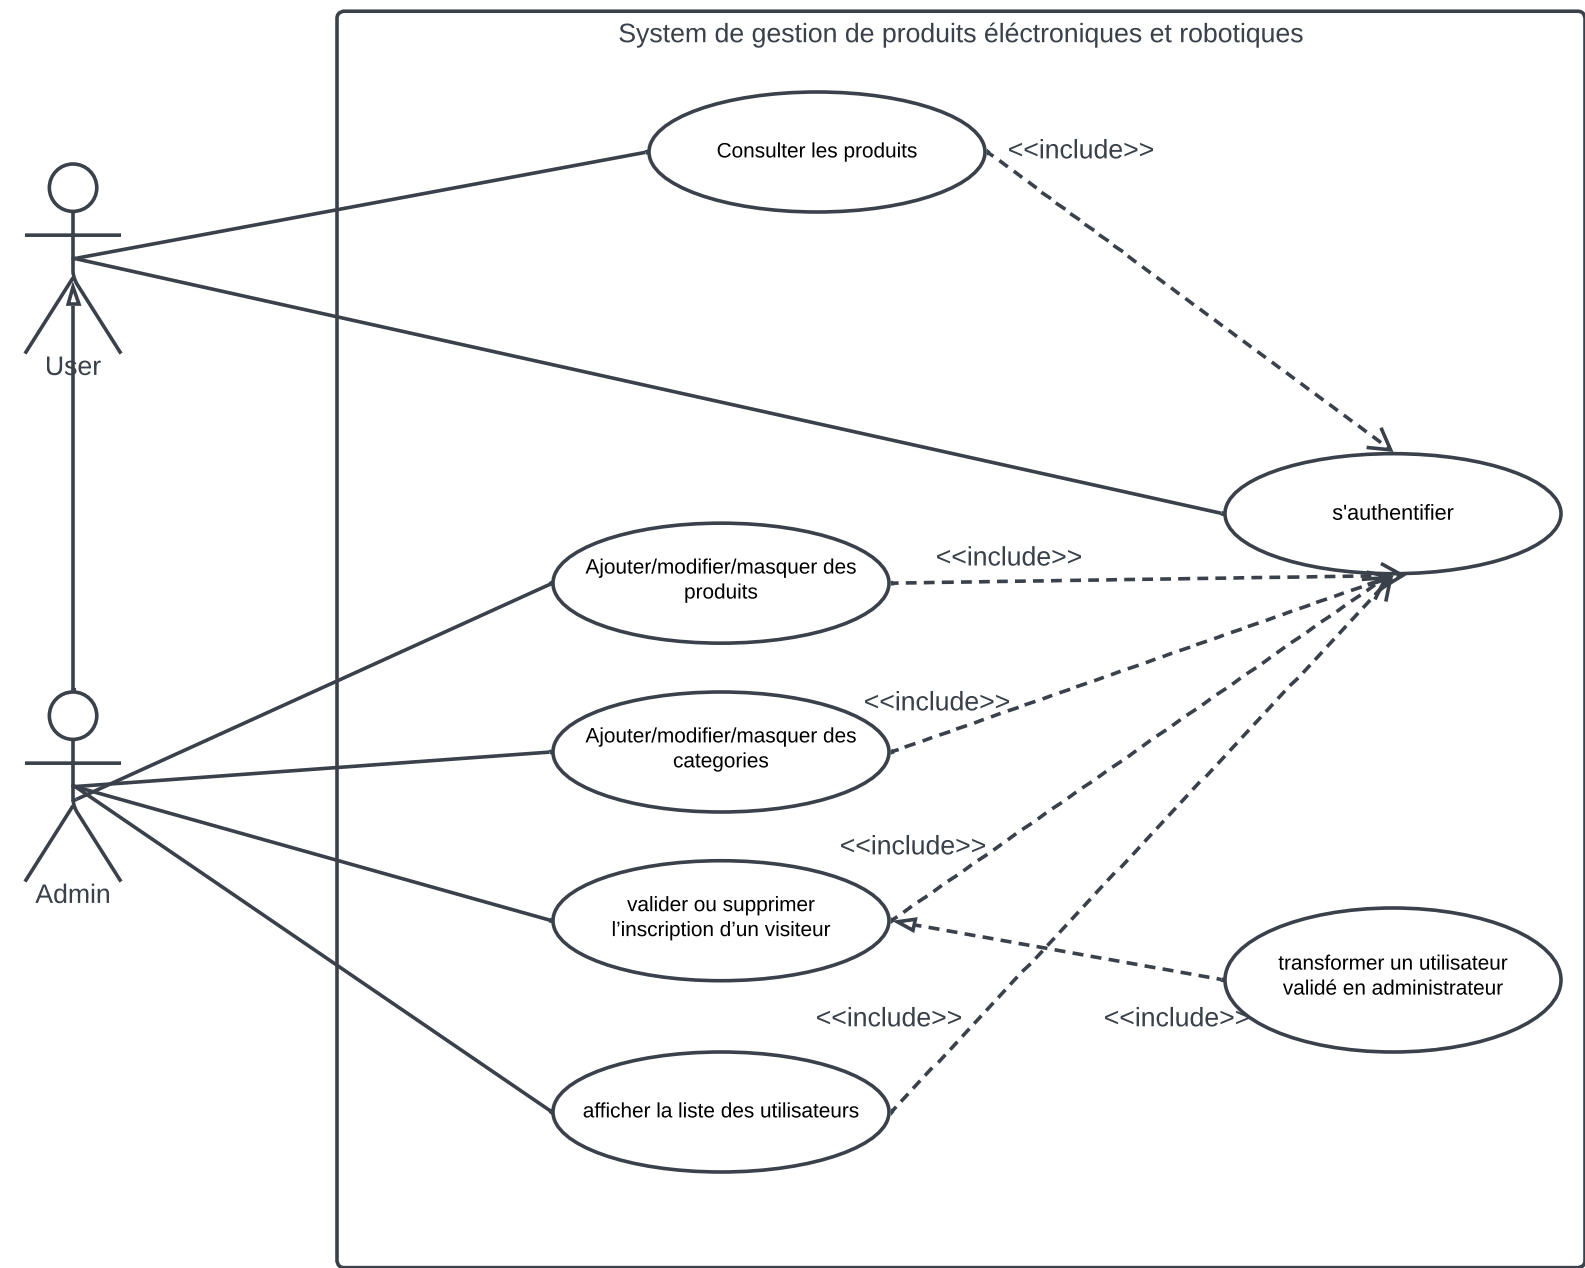 System de gestion de produits éléctroniques et robotiques
Consulter les produits
<<include>>
User
s'authentifier
<<include>>
Ajouter/modifier/masquer des
produits
<<include>>
Ajouter/modifier/masquer des
categories
<<include>>
Admin
valider ou supprimer
l’inscription d’un visiteur
transformer un utilisateur
validé en administrateur
<<include>>
<<include>>
afficher la liste des utilisateurs